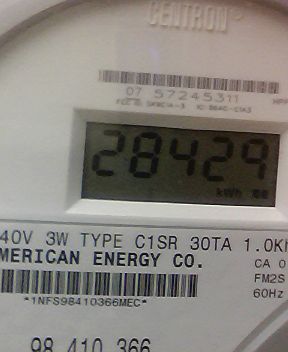 CENTRON®
07 57245311
28429
kWh
40V 3W TYPE C1SR 30TA 1.0Kh
MERICAN ENERGY CO.
CA 0
FM2S
60Hz
*1NFS98410366MEC*
98 410 366